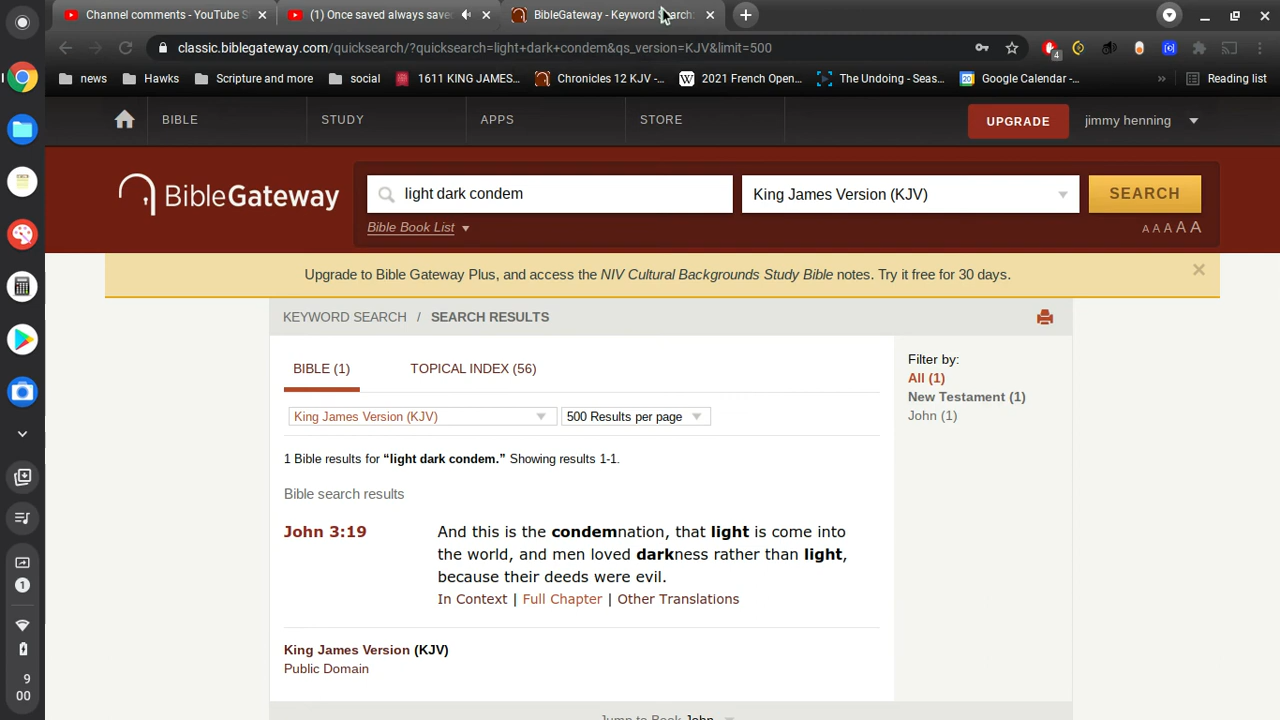 Channel comments - YouTube S
(1) Once saved always save
BibleGateway - Keyword Search:
classic.biblegateway.com/quicksearch/?quicksearch=light+dark+condem&qs_version=KJV&limit=500
4
news
Hawks
Scripture and more
social
1611 KING JAMES...
Chronicles 12 KJV -...
2021 French Open...
The Undoing - Seas...
Google Calendar -...
»
Reading list
BIBLE
STUDY
APPS
STORE
UPGRADE
jimmy henning
BibleGateway
light dark condem
King James Version (KJV)
SEARCH
Bible Book List
A A A A A
Upgrade to Bible Gateway Plus, and access the NIV Cultural Backgrounds Study Bible notes. Try it free for 30 days.
KEYWORD SEARCH / SEARCH RESULTS
BIBLE (1)
TOPICAL INDEX (56)
Filter by:
All (1)
New Testament (1)
John (1)
King James Version (KJV)
500 Results per page
1 Bible results for “light dark condem.” Showing results 1-1.
Bible search results
John 3:19
And this is the condemnation, that light is come into
the world, and men loved darkness rather than light,
because their deeds were evil.
In Context | Full Chapter | Other Translations
King James Version (KJV)
Public Domain
Jump to Book John
1
9
00